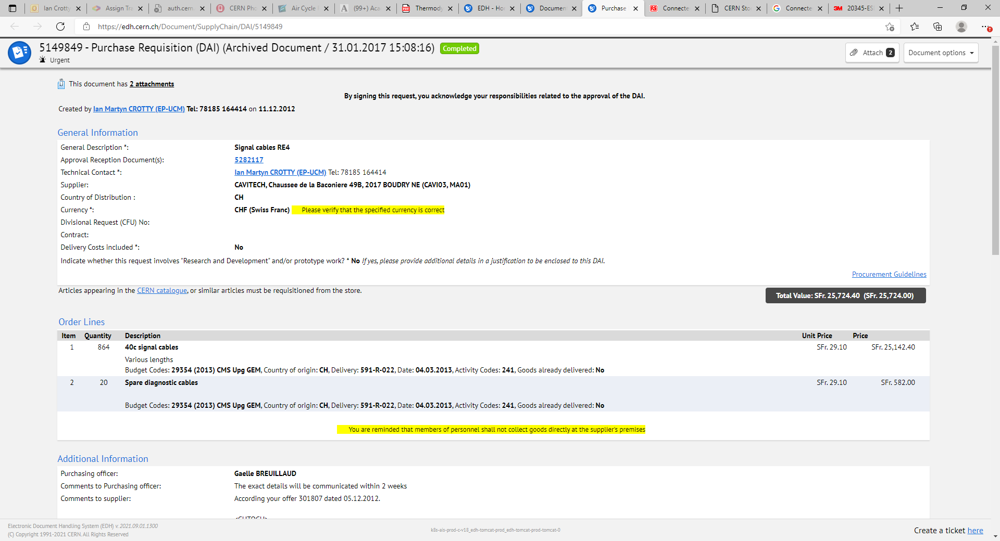 Ian Crotty
Assign Tra
auth.cern.
CERN Pho
Air Cycle
(99+) Aca
Thermody
EDH - Ho
Documen
Purchase
Connecte
CERN Sto
Connecte
20345-ES
https://edh.cern.ch/Document/SupplyChain/DAI/5149849
5149849 - Purchase Requisition (DAI) (Archived Document / 31.01.2017 15:08:16) Completed
Urgent
Attach 2
Document options
This document has 2 attachments
By signing this request, you acknowledge your responsibilities related to the approval of the DAI.
Created by Ian Martyn CROTTY (EP-UCM) Tel: 78185 164414 on 11.12.2012
General Information
General Description *: Signal cables RE4
Approval Reception Document(s): 5282117
Technical Contact *: Ian Martyn CROTTY (EP-UCM) Tel: 78185 164414
Supplier: CAVITECH, Chaussee de la Baconiere 49B, 2017 BOUDRY NE (CAVI03, MA01)
Country of Distribution : CH
Currency *: CHF (Swiss Franc) Please verify that the specified currency is correct
Divisional Request (CFU) No:
Contract:
Delivery Costs included *: No
Indicate whether this request involves "Research and Development" and/or prototype work? * No If yes, please provide additional details in a justification to be enclosed to this DAI.
Procurement Guidelines
Articles appearing in the CERN catalogue, or similar articles must be requisitioned from the store.
Total Value: SFr. 25,724.40 (SFr. 25,724.00)
Order Lines
Item Quantity Description Unit Price Price
1 864 40c signal cables SFr. 29.10 SFr. 25,142.40
Various lengths
Budget Codes: 29354 (2013) CMS Upg GEM, Country of origin: CH, Delivery: 591-R-022, Date: 04.03.2013, Activity Codes: 241, Goods already delivered: No
2 20 Spare diagnostic cables SFr. 29.10 SFr. 582.00
Budget Codes: 29354 (2013) CMS Upg GEM, Country of origin: CH, Delivery: 591-R-022, Date: 04.03.2013, Activity Codes: 241, Goods already delivered: No
You are reminded that members of personnel shall not collect goods directly at the supplier's premises
Additional Information
Purchasing officer: Gaelle BREUILLAUD
Comments to Purchasing officer: The exact details will be communicated within 2 weeks
Comments to supplier: According your offer 301807 dated 05.12.2012.
Electronic Document Handling System (EDH) v. 2021.09.01.1300
(C) Copyright 1991-2021 CERN. All Rights Reserved
k8s-ais-prod-c-v18_edh-tomcat-prod_edh-tomcat-prod-tomcat-0
Create a ticket here